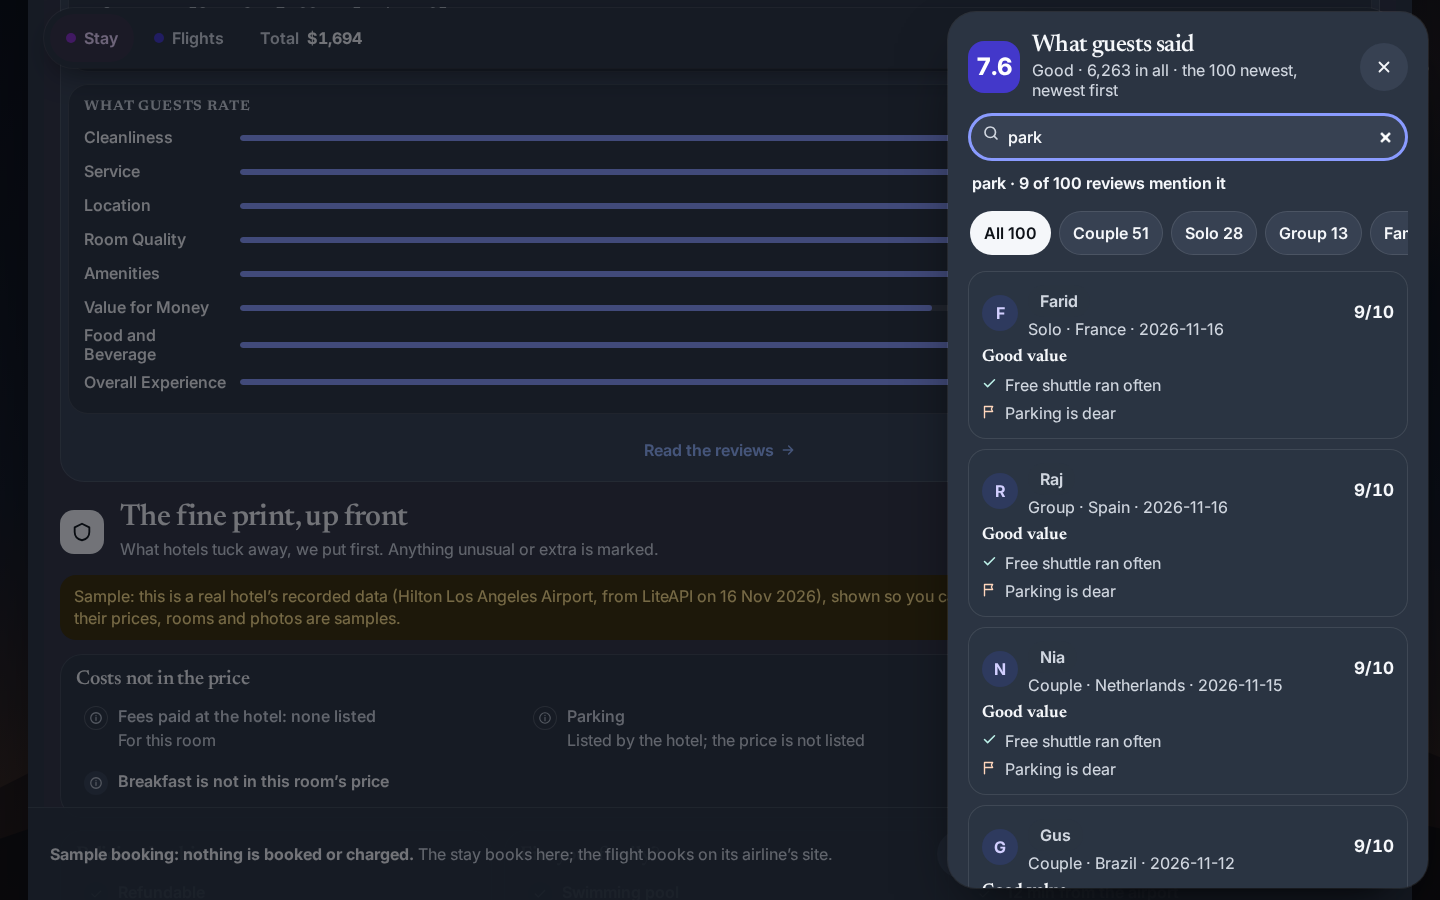 Stay
Flights
Total $1,694
WHAT GUESTS RATE
Cleanliness
Service
Location
Room Quality
Amenities
Value for Money
Food and
Beverage
Overall Experience
Read the reviews →
The fine print, up front
What hotels tuck away, we put first. Anything unusual or extra is marked.
Sample: this is a real hotel’s recorded data (Hilton Los Angeles Airport, from LiteAPI on 16 Nov 2026), shown so you
their prices, rooms and photos are samples.
Costs not in the price
Fees paid at the hotel: none listed
For this room
Parking
Listed by the hotel; the price is not listed
Breakfast is not in this room’s price
Sample booking: nothing is booked or charged. The stay books here; the flight books on its airline’s site.
Refundable
Swimming pool
7.6
What guests said
Good · 6,263 in all · the 100 newest,
newest first
park
park · 9 of 100 reviews mention it
All 100
Couple 51
Solo 28
Group 13
F
Farid
Solo · France · 2026-11-16
9/10
Good value
Free shuttle ran often
Parking is dear
R
Raj
Group · Spain · 2026-11-16
9/10
Good value
Free shuttle ran often
Parking is dear
N
Nia
Couple · Netherlands · 2026-11-15
9/10
Good value
Free shuttle ran often
Parking is dear
G
Gus
Couple · Brazil · 2026-11-12
9/10
Good value